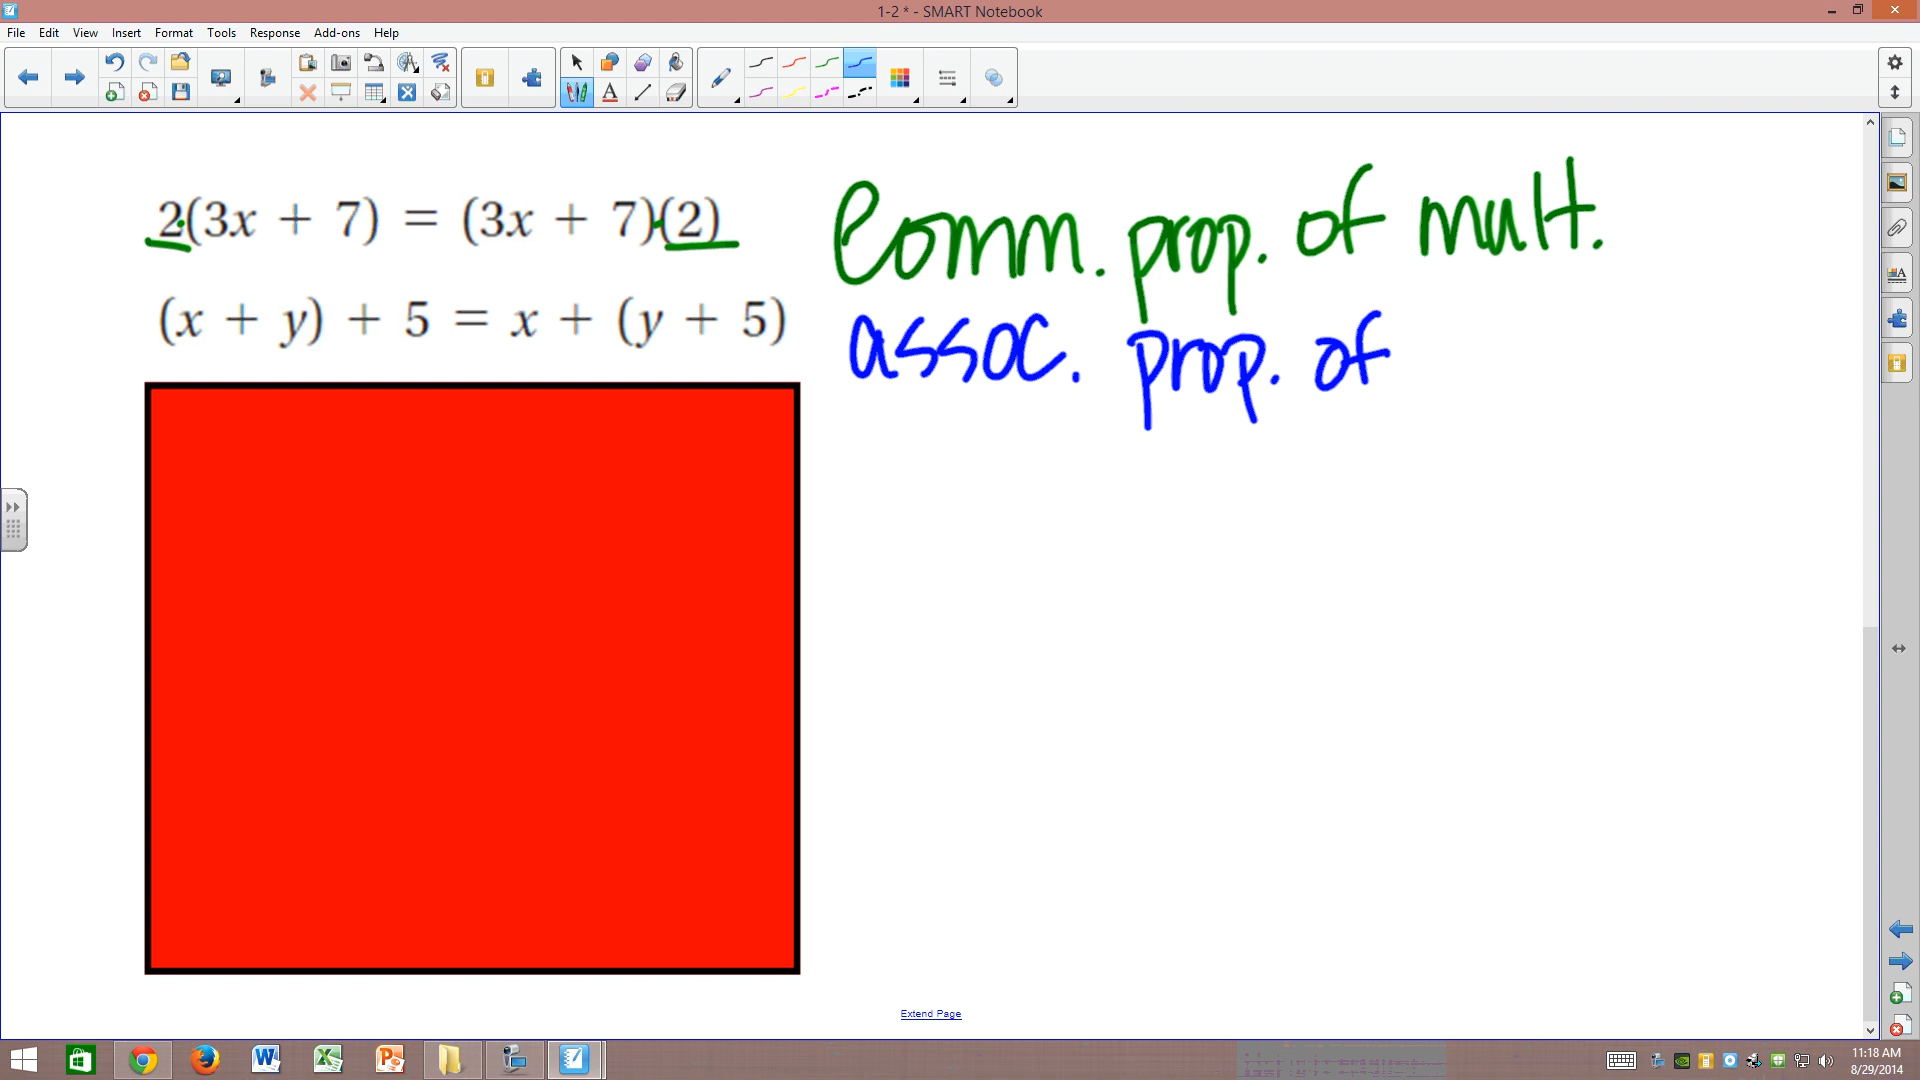 1-2 * - SMART Notebook
File Edit View Insert Format Tools Response Add-ons Help
2·(3x + 7) = (3x + 7)·(2) Comm. prop. of mult.
(x + y) + 5 = x + (y + 5) assoc. prop. of
Extend Page
11:18 AM
8/29/2014